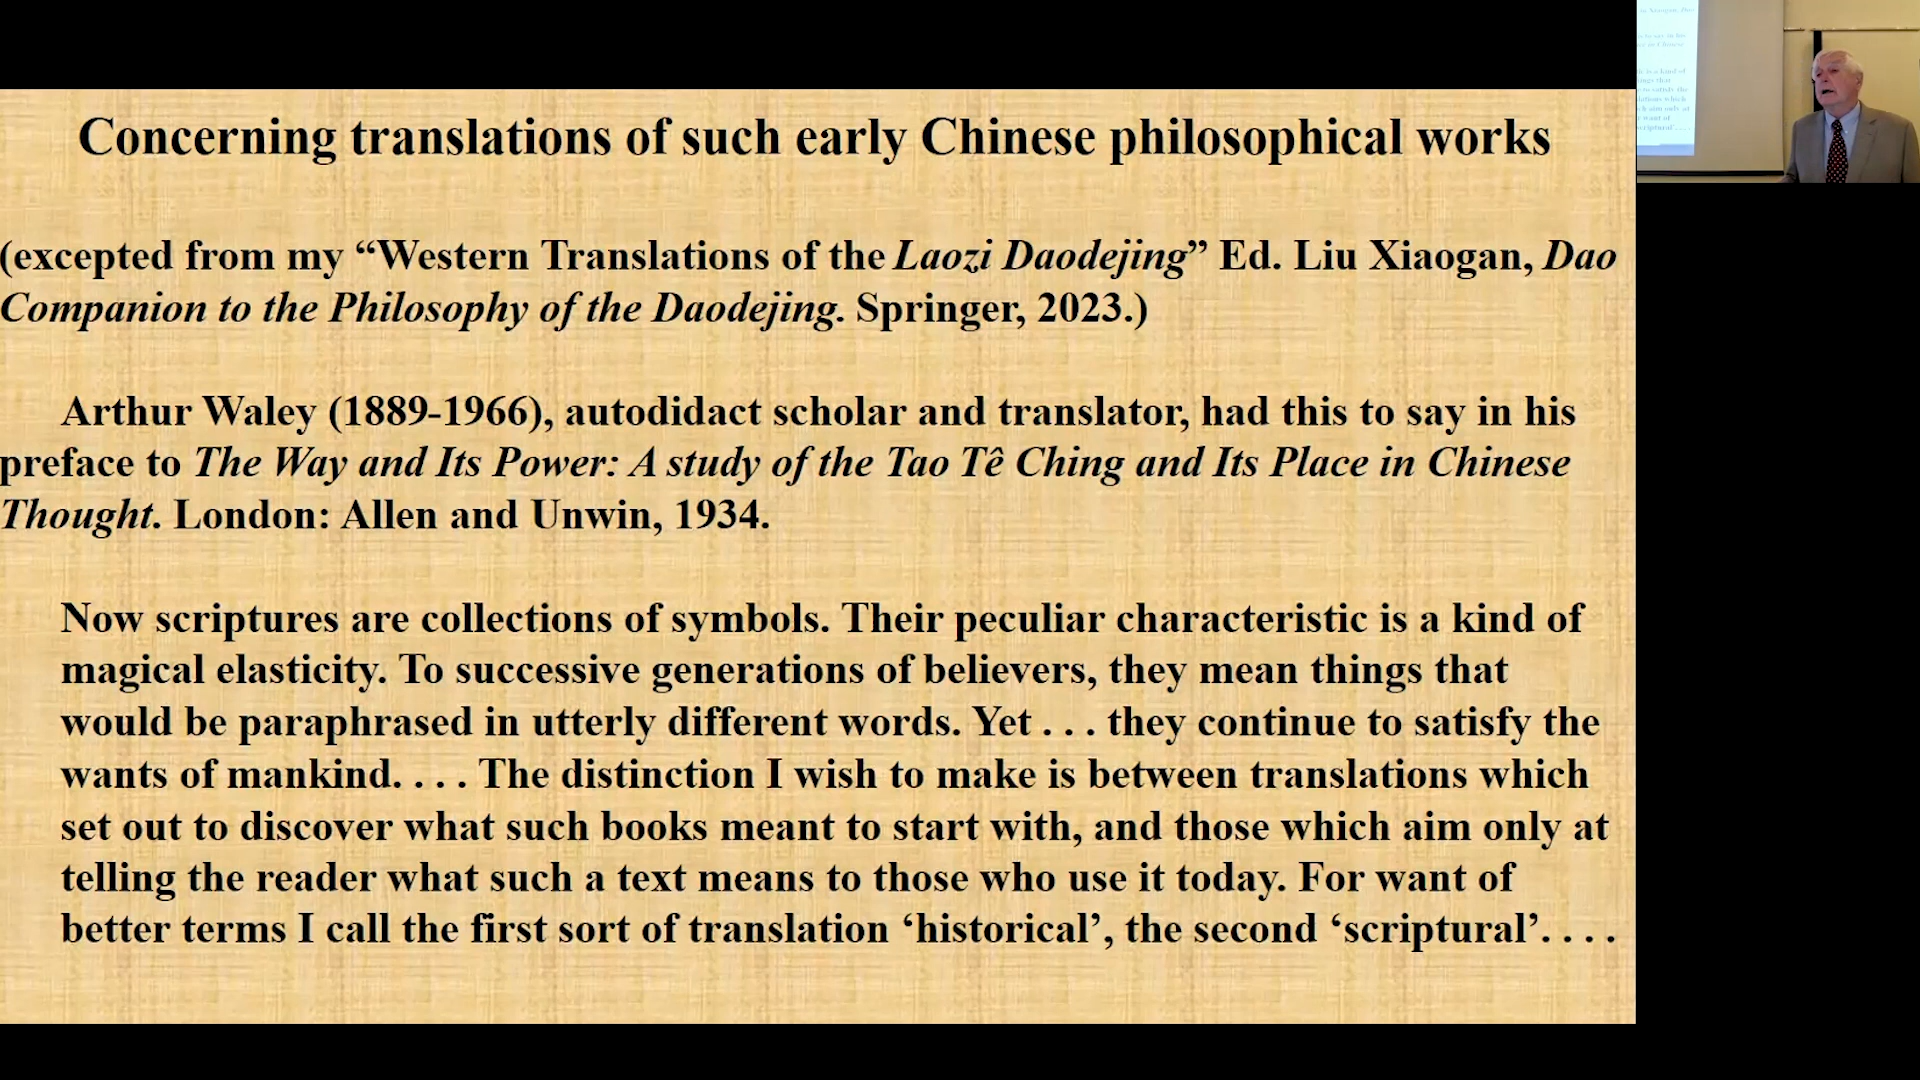 Concerning translations of such early Chinese philosophical works
(excepted from my “Western Translations of the Laozi Daodejing” Ed. Liu Xiaogan, Dao
Companion to the Philosophy of the Daodejing. Springer, 2023.)
Arthur Waley (1889-1966), autodidact scholar and translator, had this to say in his
preface to The Way and Its Power: A study of the Tao Tê Ching and Its Place in Chinese
Thought. London: Allen and Unwin, 1934.
Now scriptures are collections of symbols. Their peculiar characteristic is a kind of
magical elasticity. To successive generations of believers, they mean things that
would be paraphrased in utterly different words. Yet . . . they continue to satisfy the
wants of mankind. . . . The distinction I wish to make is between translations which
set out to discover what such books meant to start with, and those which aim only at
telling the reader what such a text means to those who use it today. For want of
better terms I call the first sort of translation ‘historical’, the second ‘scriptural’. . . .